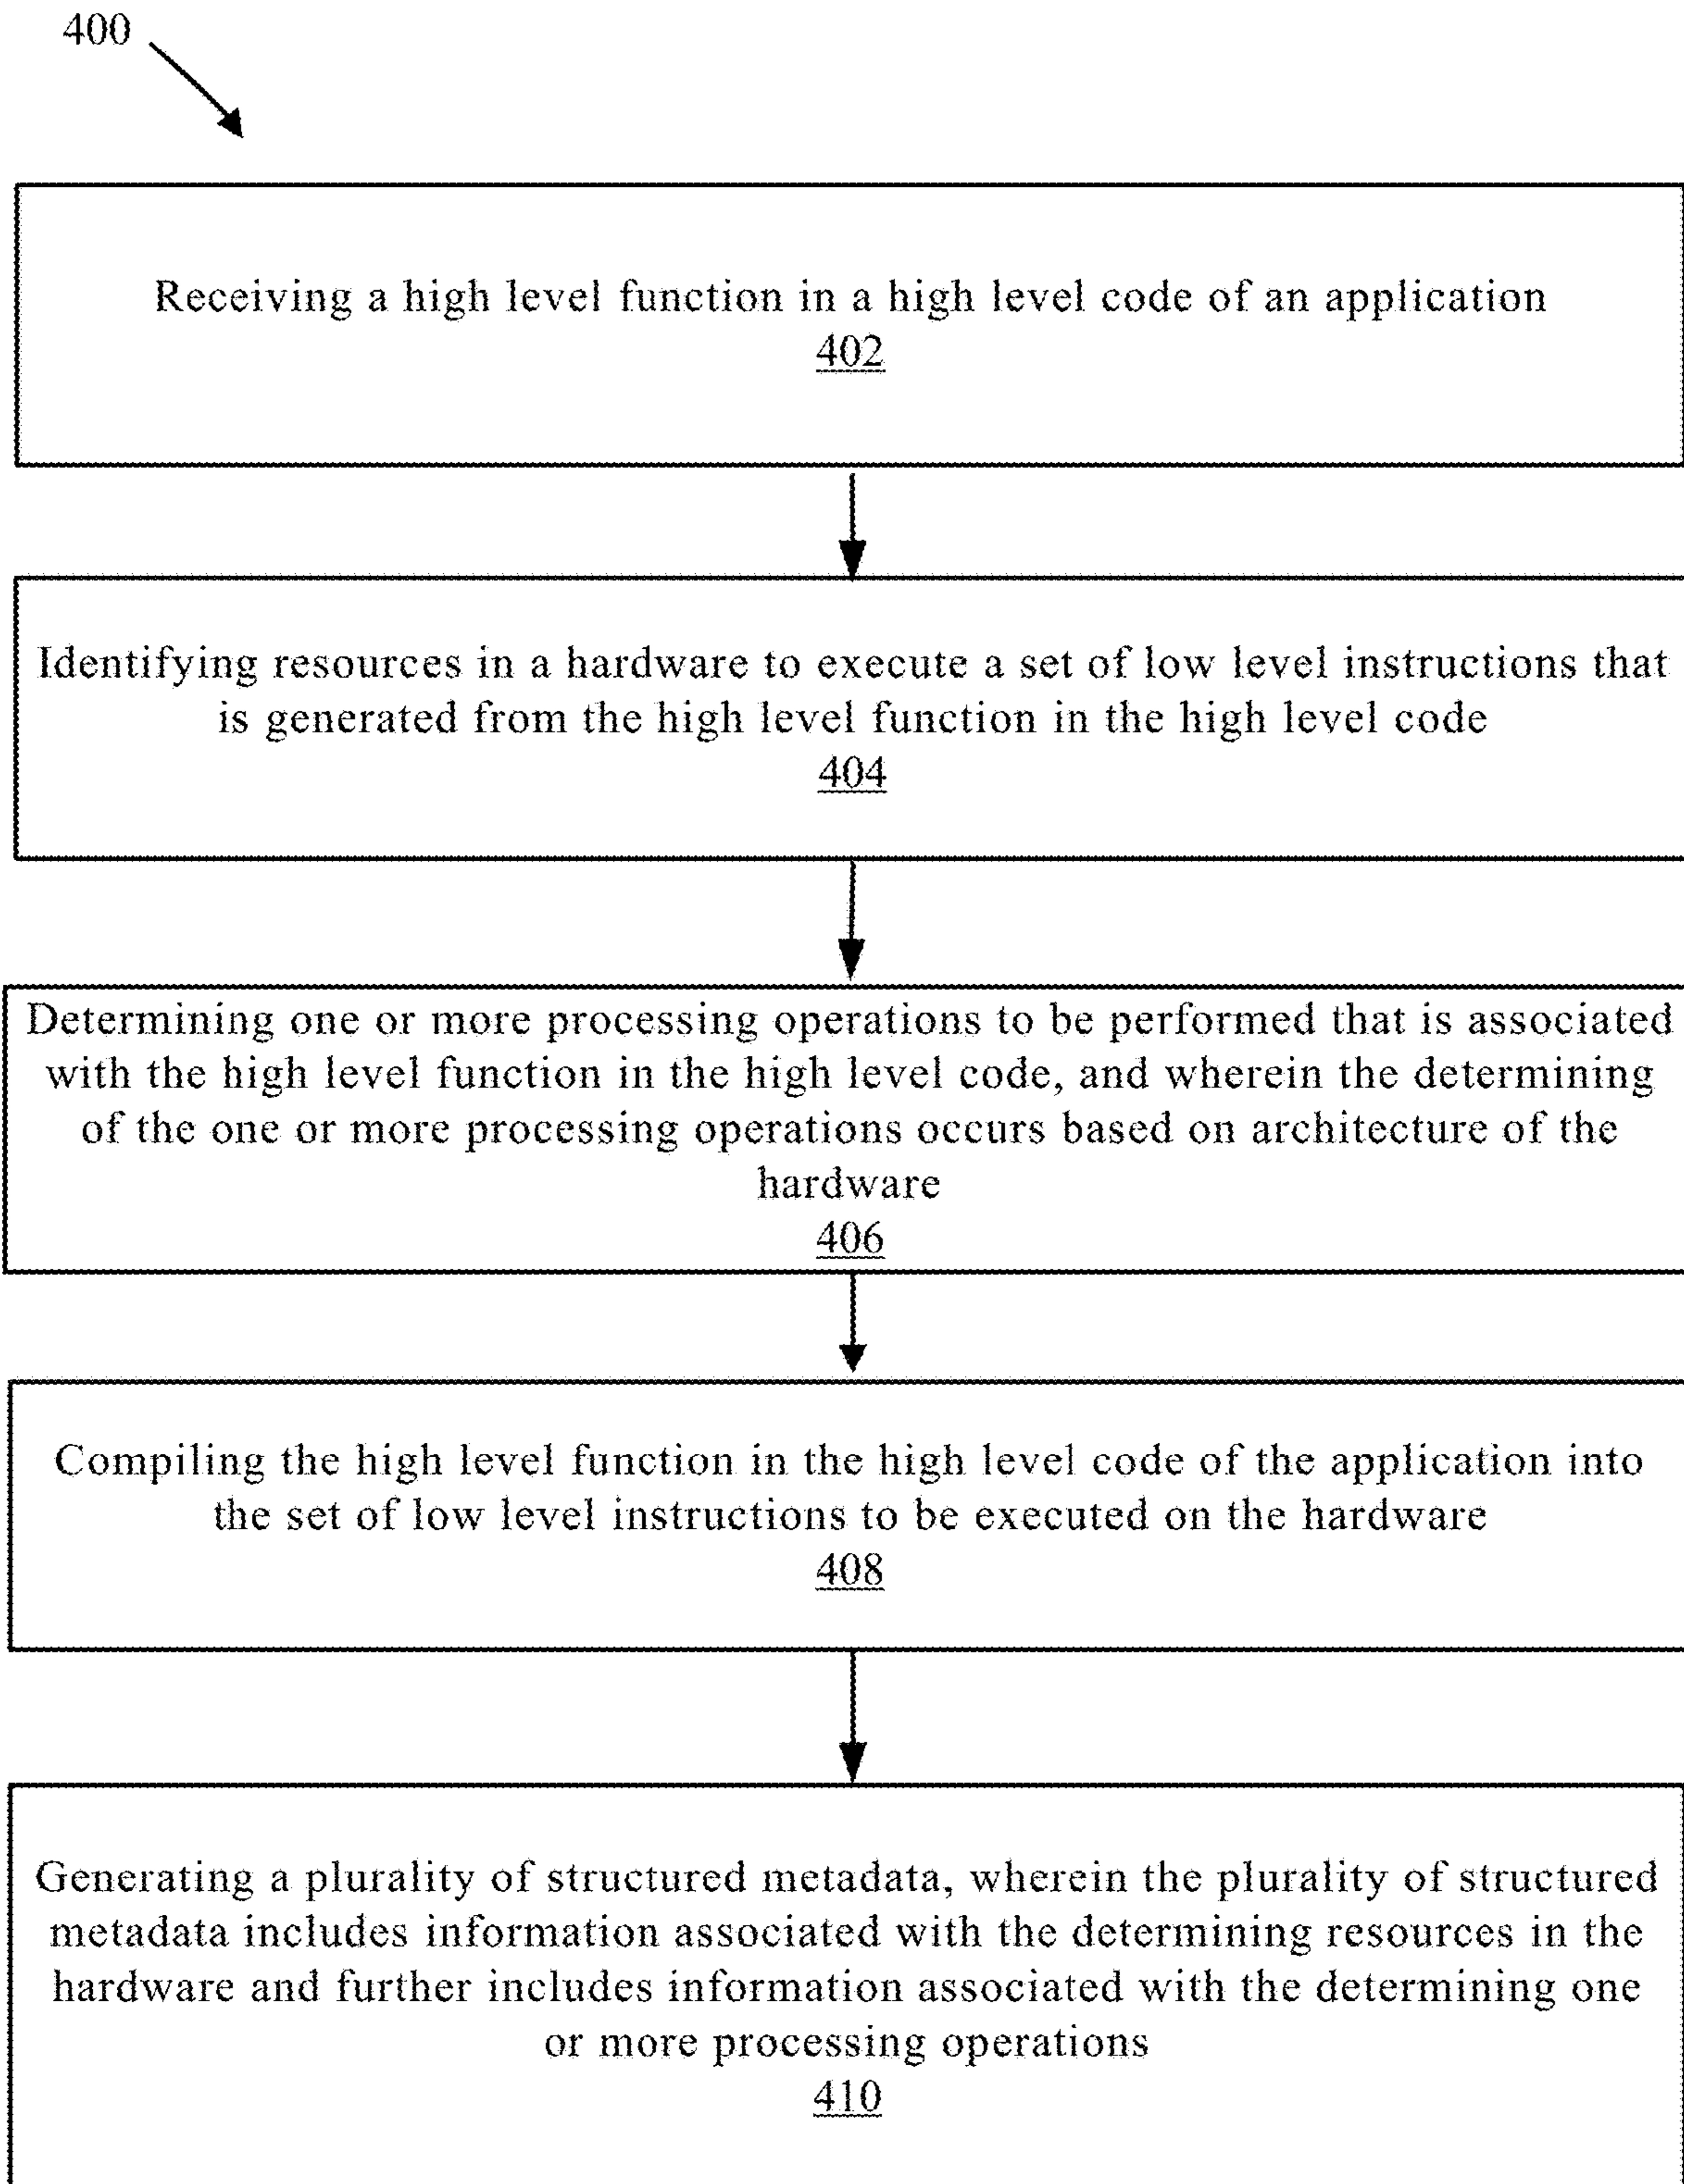 400
Receiving a high level function in a high level code of an application
402
Identifying resources in a hardware to execute a set of low level instructions that
is generated from the high level function in the high level code
404
Determining one or more processing operations to be performed that is associated
with the high level function in the high level code, and wherein the determining
of the one or more processing operations occurs based on architecture of the
hardware
406
Compiling the high level function in the high level code of the application into
the set of low level instructions to be executed on the hardware
408
Generating a plurality of structured metadata, wherein the plurality of structured
metadata includes information associated with the determining resources in the
hardware and further includes information associated with the determining one
or more processing operations
410